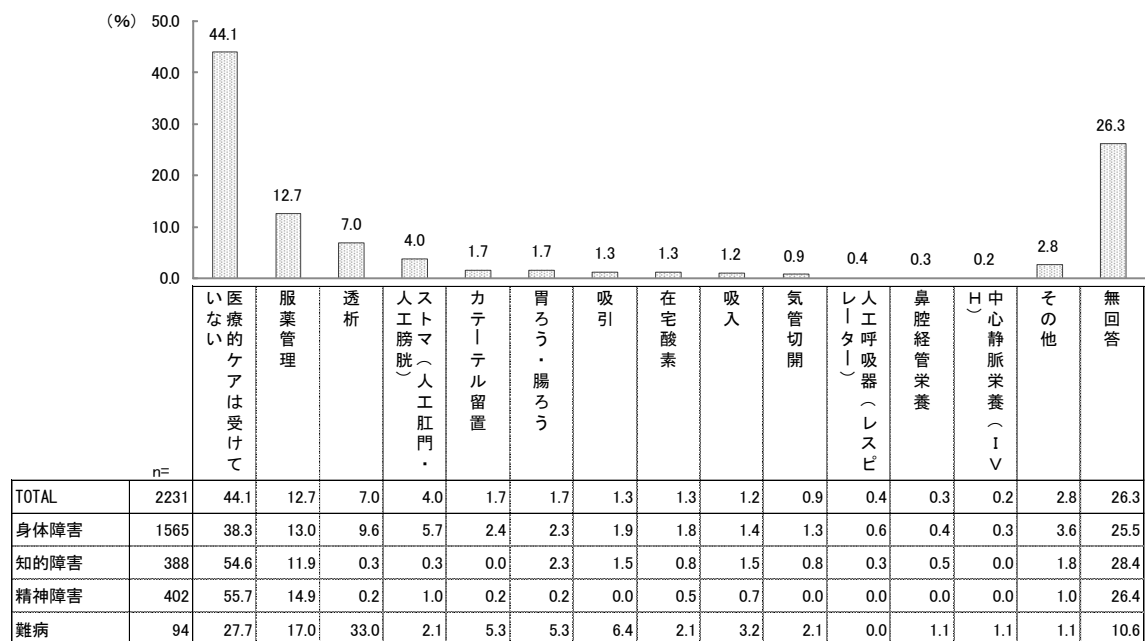 (%)
50.0
40.0
30.0
20.0
10.0
0.0
44.1
12.7
7.0
4.0
1.7
1.7
1.3
1.3
1.2
0.9
0.4
0.3
0.2
2.8
26.3
医療的ケアは受けて
いない
服薬管理
透析
ストマ(人工肛門・
人工膀胱)
カテーテル留置
胃ろう・腸ろう
吸引
在宅酸素
吸入
気管切開
人工呼吸器(レスピ
レーター)
鼻腔経管栄養
中心静脈栄養(IV
H)
その他
無回答
n=
TOTAL 2231 44.1 12.7 7.0 4.0 1.7 1.7 1.3 1.3 1.2 0.9 0.4 0.3 0.2 2.8 26.3
身体障害 1565 38.3 13.0 9.6 5.7 2.4 2.3 1.9 1.8 1.4 1.3 0.6 0.4 0.3 3.6 25.5
知的障害 388 54.6 11.9 0.3 0.3 0.0 2.3 1.5 0.8 1.5 0.8 0.3 0.5 0.0 1.8 28.4
精神障害 402 55.7 14.9 0.2 1.0 0.2 0.2 0.0 0.5 0.7 0.0 0.0 0.0 0.0 1.0 26.4
難病 94 27.7 17.0 33.0 2.1 5.3 5.3 6.4 2.1 3.2 2.1 0.0 1.1 1.1 1.1 10.6